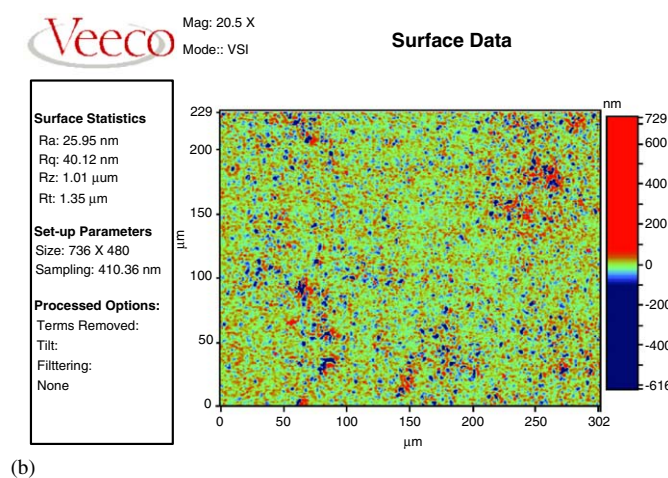 Veeco
Mag: 20.5 X
Mode:: VSI
Surface Data
Surface Statistics
Ra: 25.95 nm
Rq: 40.12 nm
Rz: 1.01 μum
Rt: 1.35 μm
Set-up Parameters
Size: 736 X 480
Sampling: 410.36 nm
Processed Options:
Terms Removed:
Tilt:
Filttering:
None
μm
229
200
150
100
50
0
0 50 100 150 200 250 302
μm
nm
729
600
400
200
0
-200
-400
-616
(b)